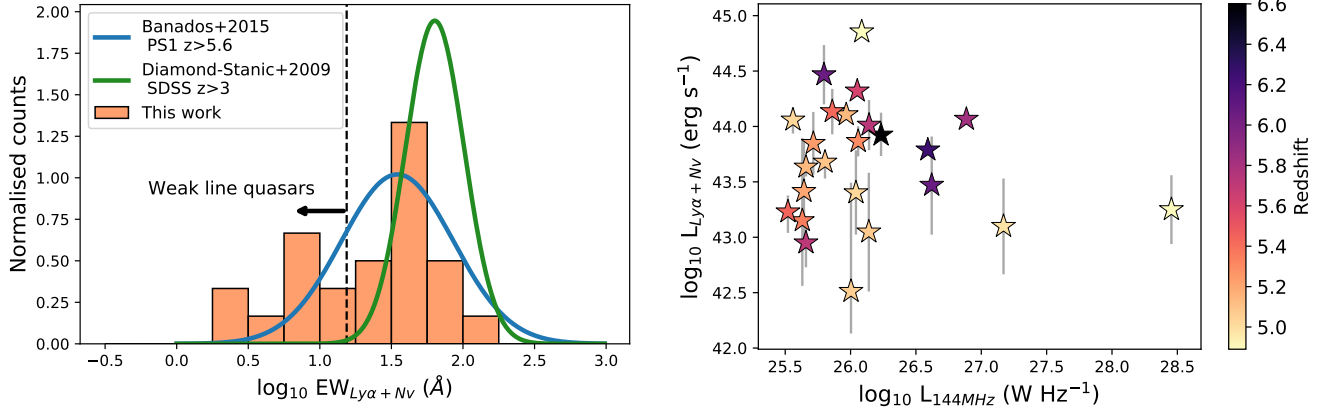 2.00
1.75
1.50
1.25
1.00
0.75
0.50
0.25
0.00
Normalised counts
Banados+2015
PS1 z>5.6
Diamond-Stanic+2009
SDSS z>3
This work
Weak line quasars
−0.5 0.0 0.5 1.0 1.5 2.0 2.5 3.0
log₁₀ EW_Lyα+Nv (Å)
45.0
44.5
44.0
43.5
43.0
42.5
42.0
log₁₀ L_Lyα+Nv (erg s⁻¹)
25.5 26.0 26.5 27.0 27.5 28.0 28.5
log₁₀ L_144MHz (W Hz⁻¹)
6.6
6.4
6.2
6.0
5.8
5.6
5.4
5.2
5.0
Redshift